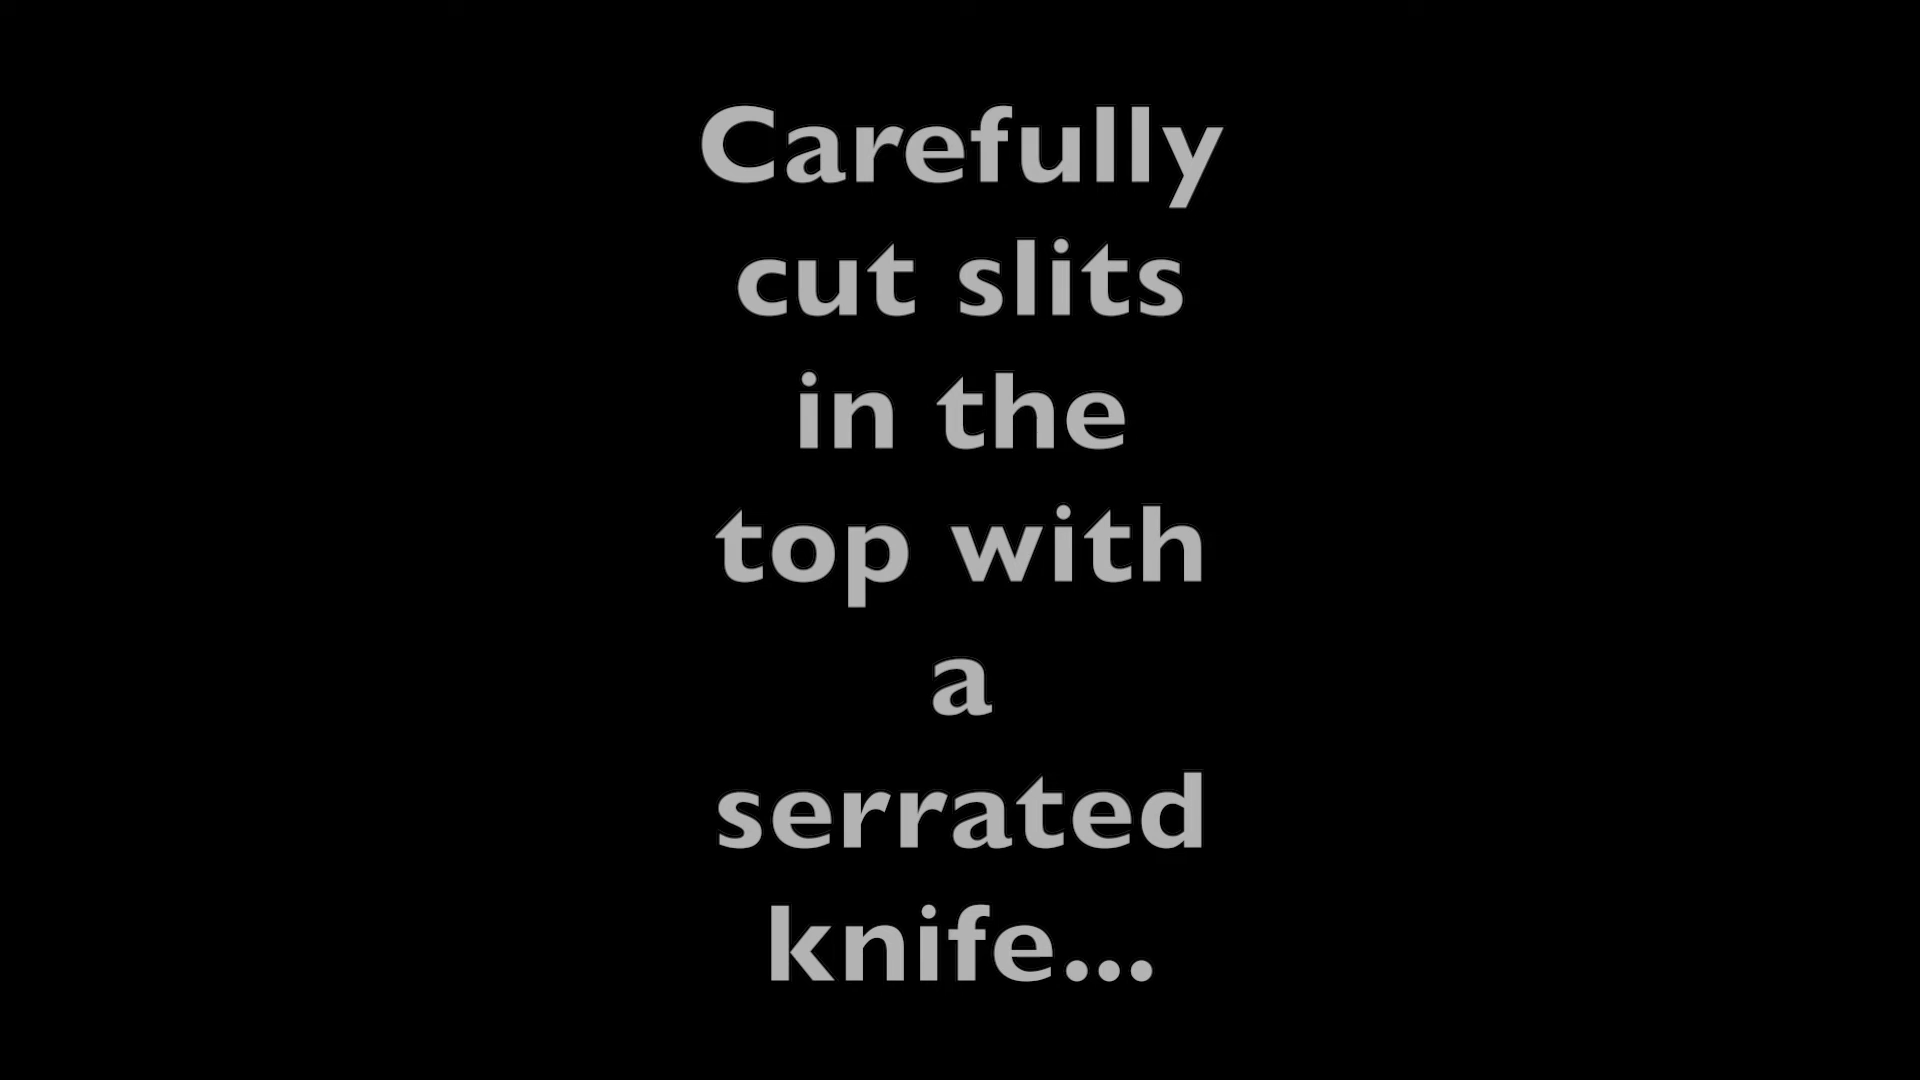 Carefully
cut slits
in the
top with
a
serrated
knife...